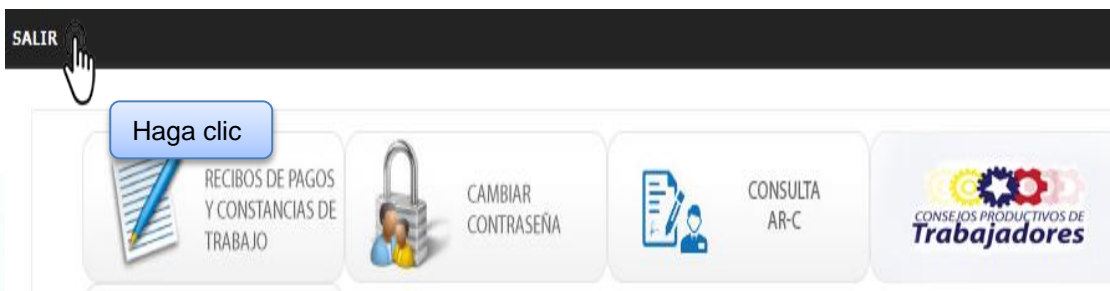 SALIR
Haga clic
RECIBOS DE PAGOS
Y CONSTANCIAS DE
TRABAJO
CAMBIAR
CONTRASEÑA
CONSULTA
AR-C
CONSEJOS PRODUCTIVOS DE
Trabajadores